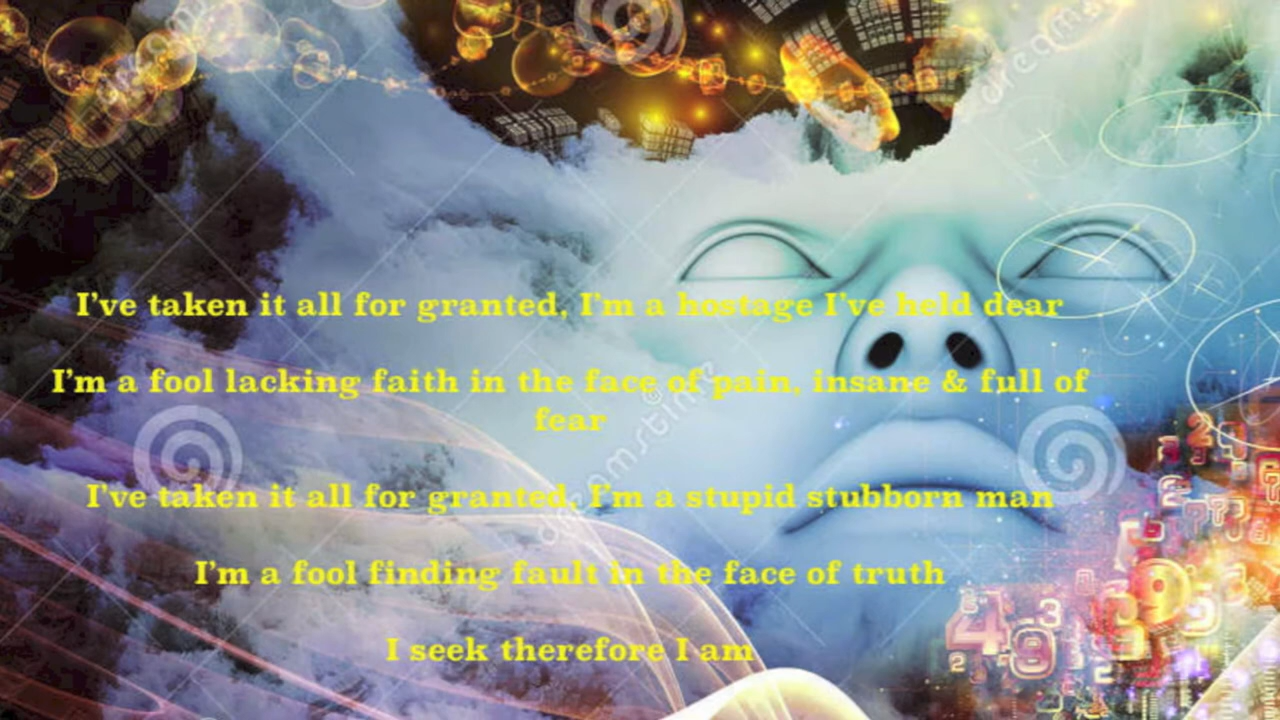 I've taken it all for granted, I'm a hostage I've held dear
I'm a fool lacking faith in the face of pain, insane & full of
fear
I've taken it all for granted, I'm a stupid stubborn man
I'm a fool finding fault in the face of truth
I seek therefore I am
dreamstime